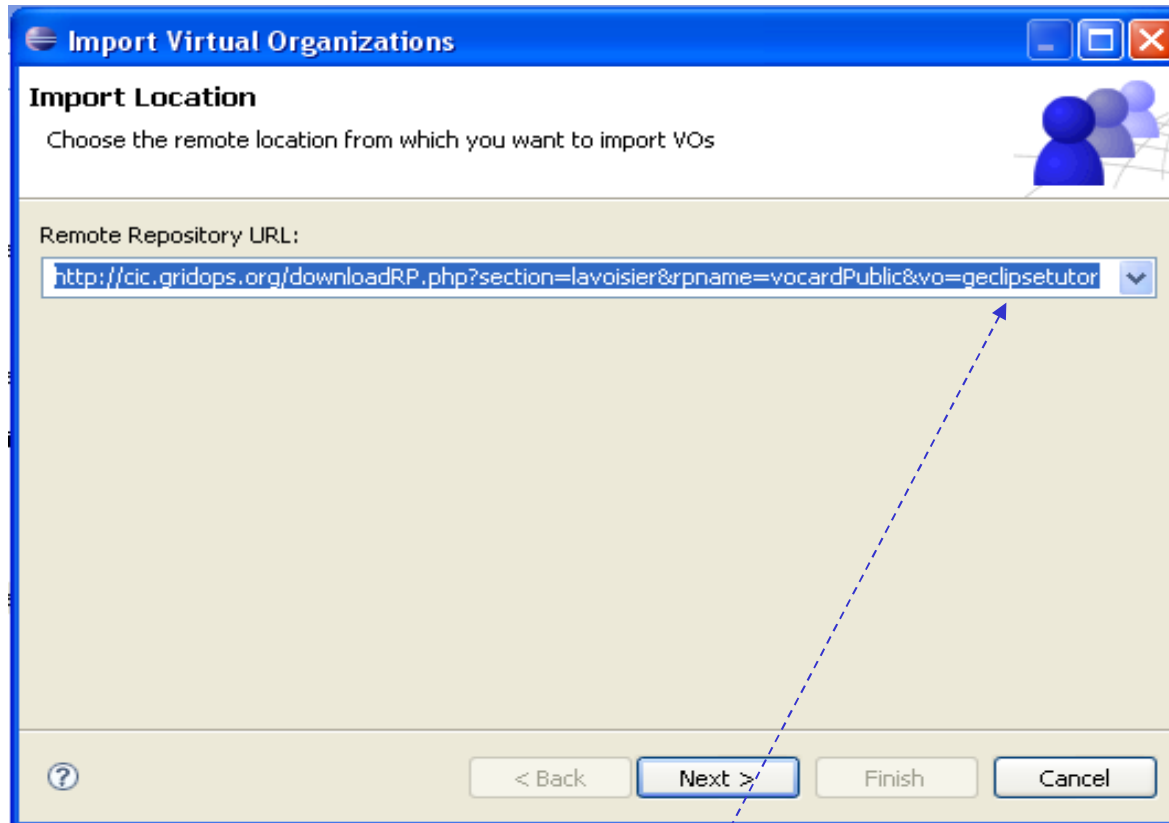 Import Virtual Organizations
Import Location
Choose the remote location from which you want to import VOs
Remote Repository URL:
http://cic.gridops.org/downloadRP.php?section=lavoisier&rpname=vocardPublic&vo=geclipsetutor
?
< Back Next > Finish Cancel